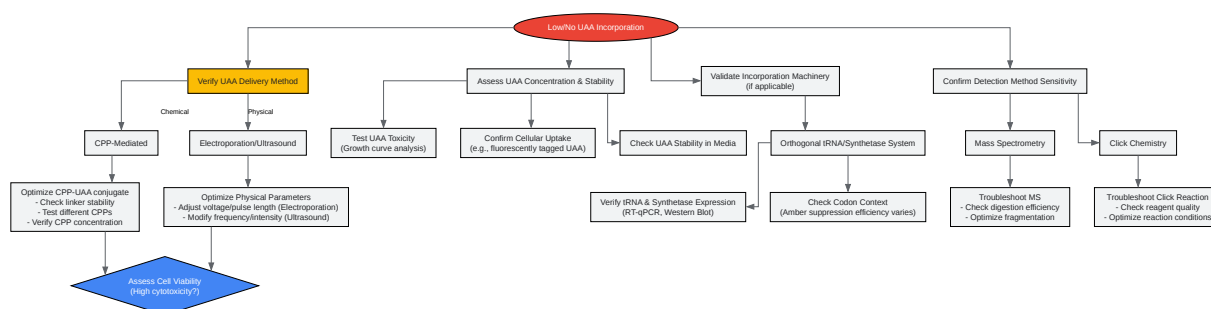 Low/No UAA Incorporation
Verify UAA Delivery Method
Assess UAA Concentration & Stability
Validate Incorporation Machinery
(if applicable)
Confirm Detection Method Sensitivity
Chemical
Physical
CPP-Mediated
Electroporation/Ultrasound
Test UAA Toxicity
(Growth curve analysis)
Confirm Cellular Uptake
(e.g., fluorescently tagged UAA)
Check UAA Stability in Media
Orthogonal tRNA/Synthetase System
Mass Spectrometry
Click Chemistry
Optimize CPP-UAA conjugate
- Check linker stability
- Test different CPPs
- Verify CPP concentration
Optimize Physical Parameters
- Adjust voltage/pulse length (Electroporation)
- Modify frequency/intensity (Ultrasound)
Verify tRNA & Synthetase Expression
(RT-qPCR, Western Blot)
Check Codon Context
(Amber suppression efficiency varies)
Troubleshoot MS
- Check digestion efficiency
- Optimize fragmentation
Troubleshoot Click Reaction
- Check reagent quality
- Optimize reaction conditions
Assess Cell Viability
(High cytotoxicity?)